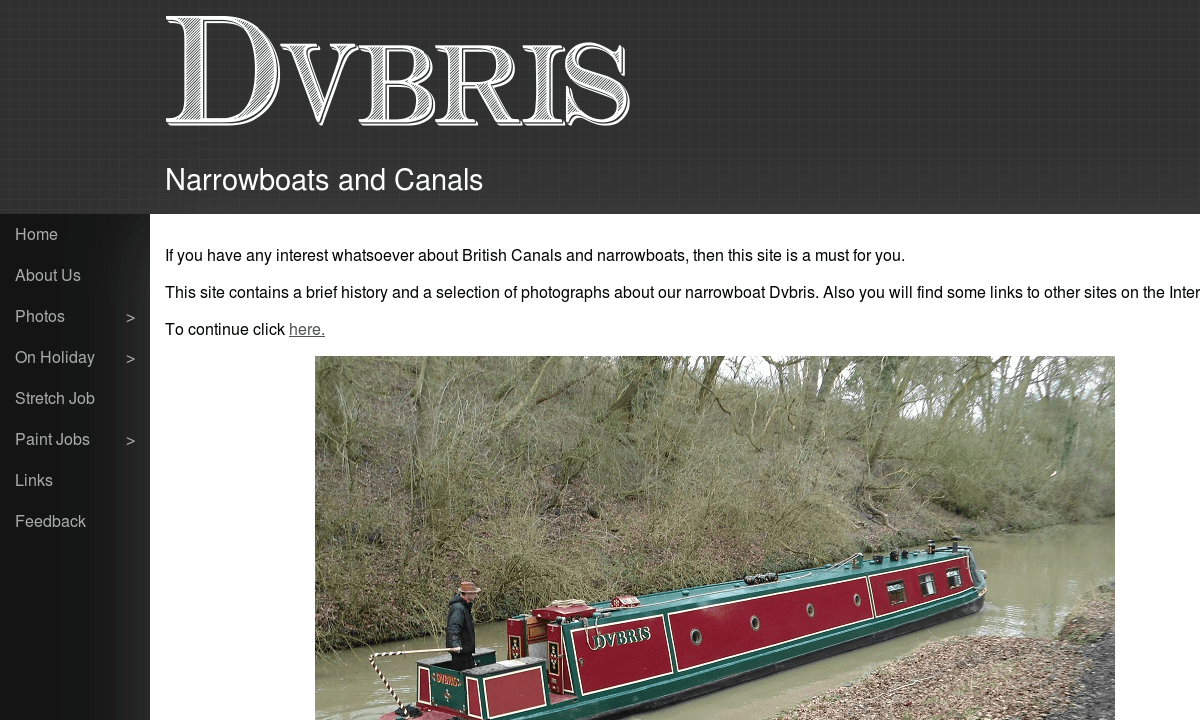 DVBRIS
Narrowboats and Canals
Home
About Us
Photos >
On Holiday >
Stretch Job
Paint Jobs >
Links
Feedback
If you have any interest whatsoever about British Canals and narrowboats, then this site is a must for you.
This site contains a brief history and a selection of photographs about our narrowboat Dvbris. Also you will find some links to other sites on the Inter
To continue click here.
DVBRIS
DVBRIS